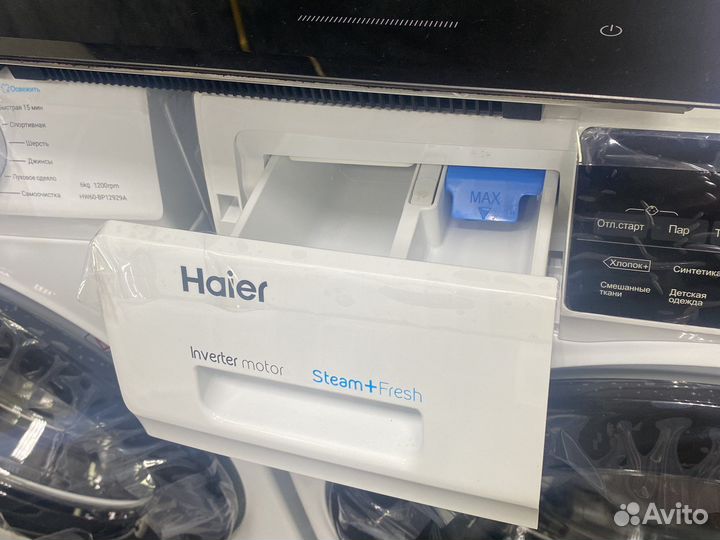 Освежить
Быстрая 15 мин
Спортивная
Шерсть
Джинсы
Пуховое одеяло
Самоочистка
6kg 1200rpm
HW60-BP12929A
MAX
Haier
Inverter motor
Steam+Fresh
Отл.старт
Пар
Хлопок+
Синтетика
Смешанные
ткани
Детская
одежда
Avito